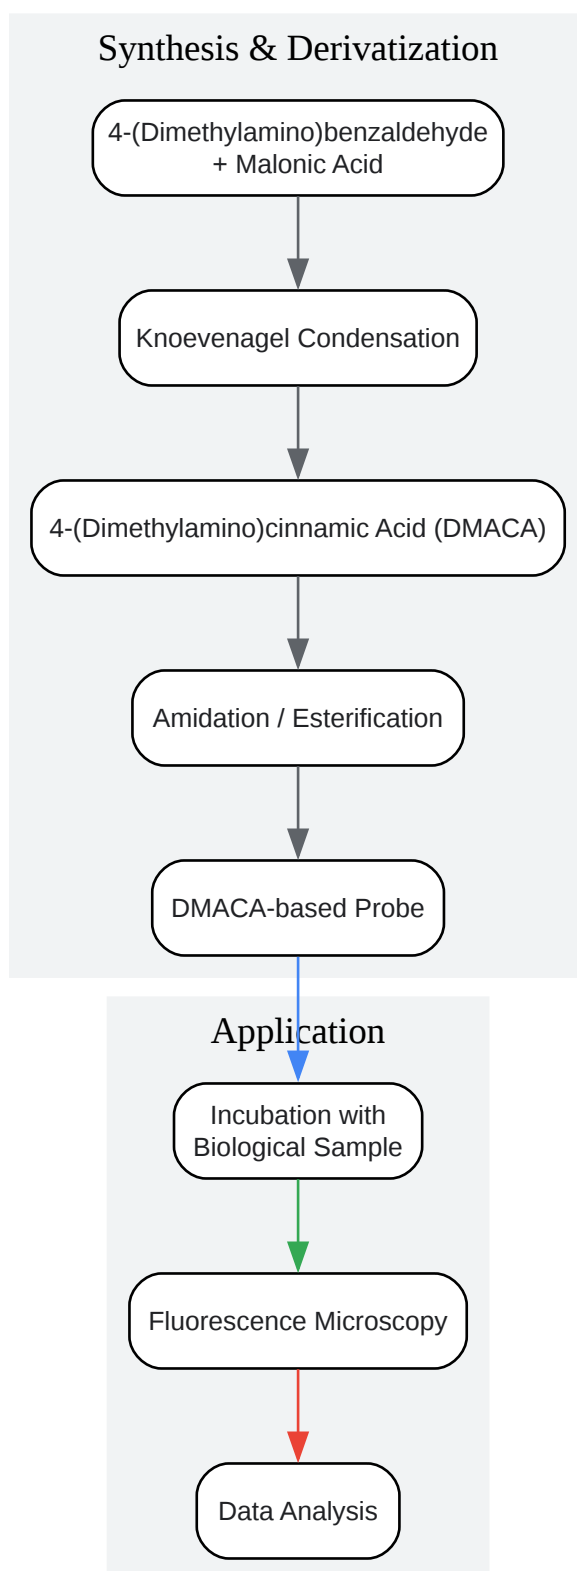 Synthesis & Derivatization
4-(Dimethylamino)benzaldehyde
+ Malonic Acid
Knoevenagel Condensation
4-(Dimethylamino)cinnamic Acid (DMACA)
Amidation / Esterification
DMACA-based Probe
Application
Incubation with
Biological Sample
Fluorescence Microscopy
Data Analysis